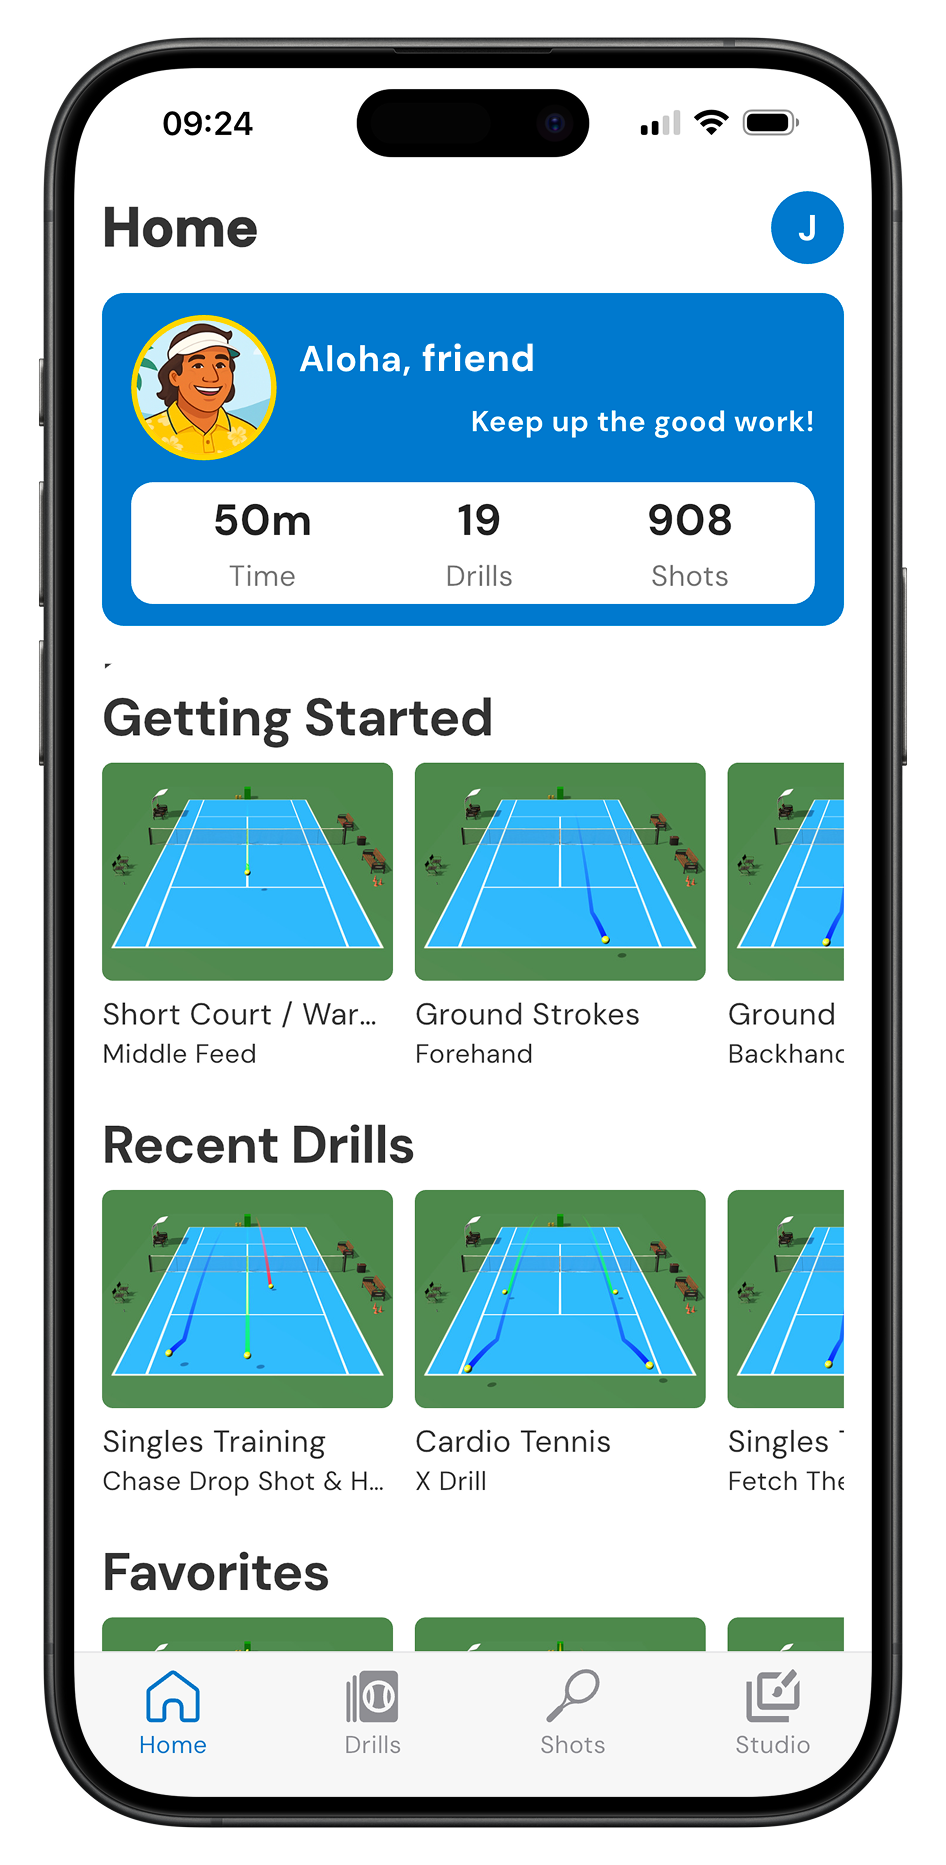 09:24
Home
J
Aloha, friend
Keep up the good work!
50m 19 908
Time Drills Shots
Getting Started
Short Court / War... Ground Strokes Ground
Middle Feed Forehand Backhand
Recent Drills
Singles Training Cardio Tennis Singles
Chase Drop Shot & H... X Drill Fetch The
Favorites
Home Drills Shots Studio